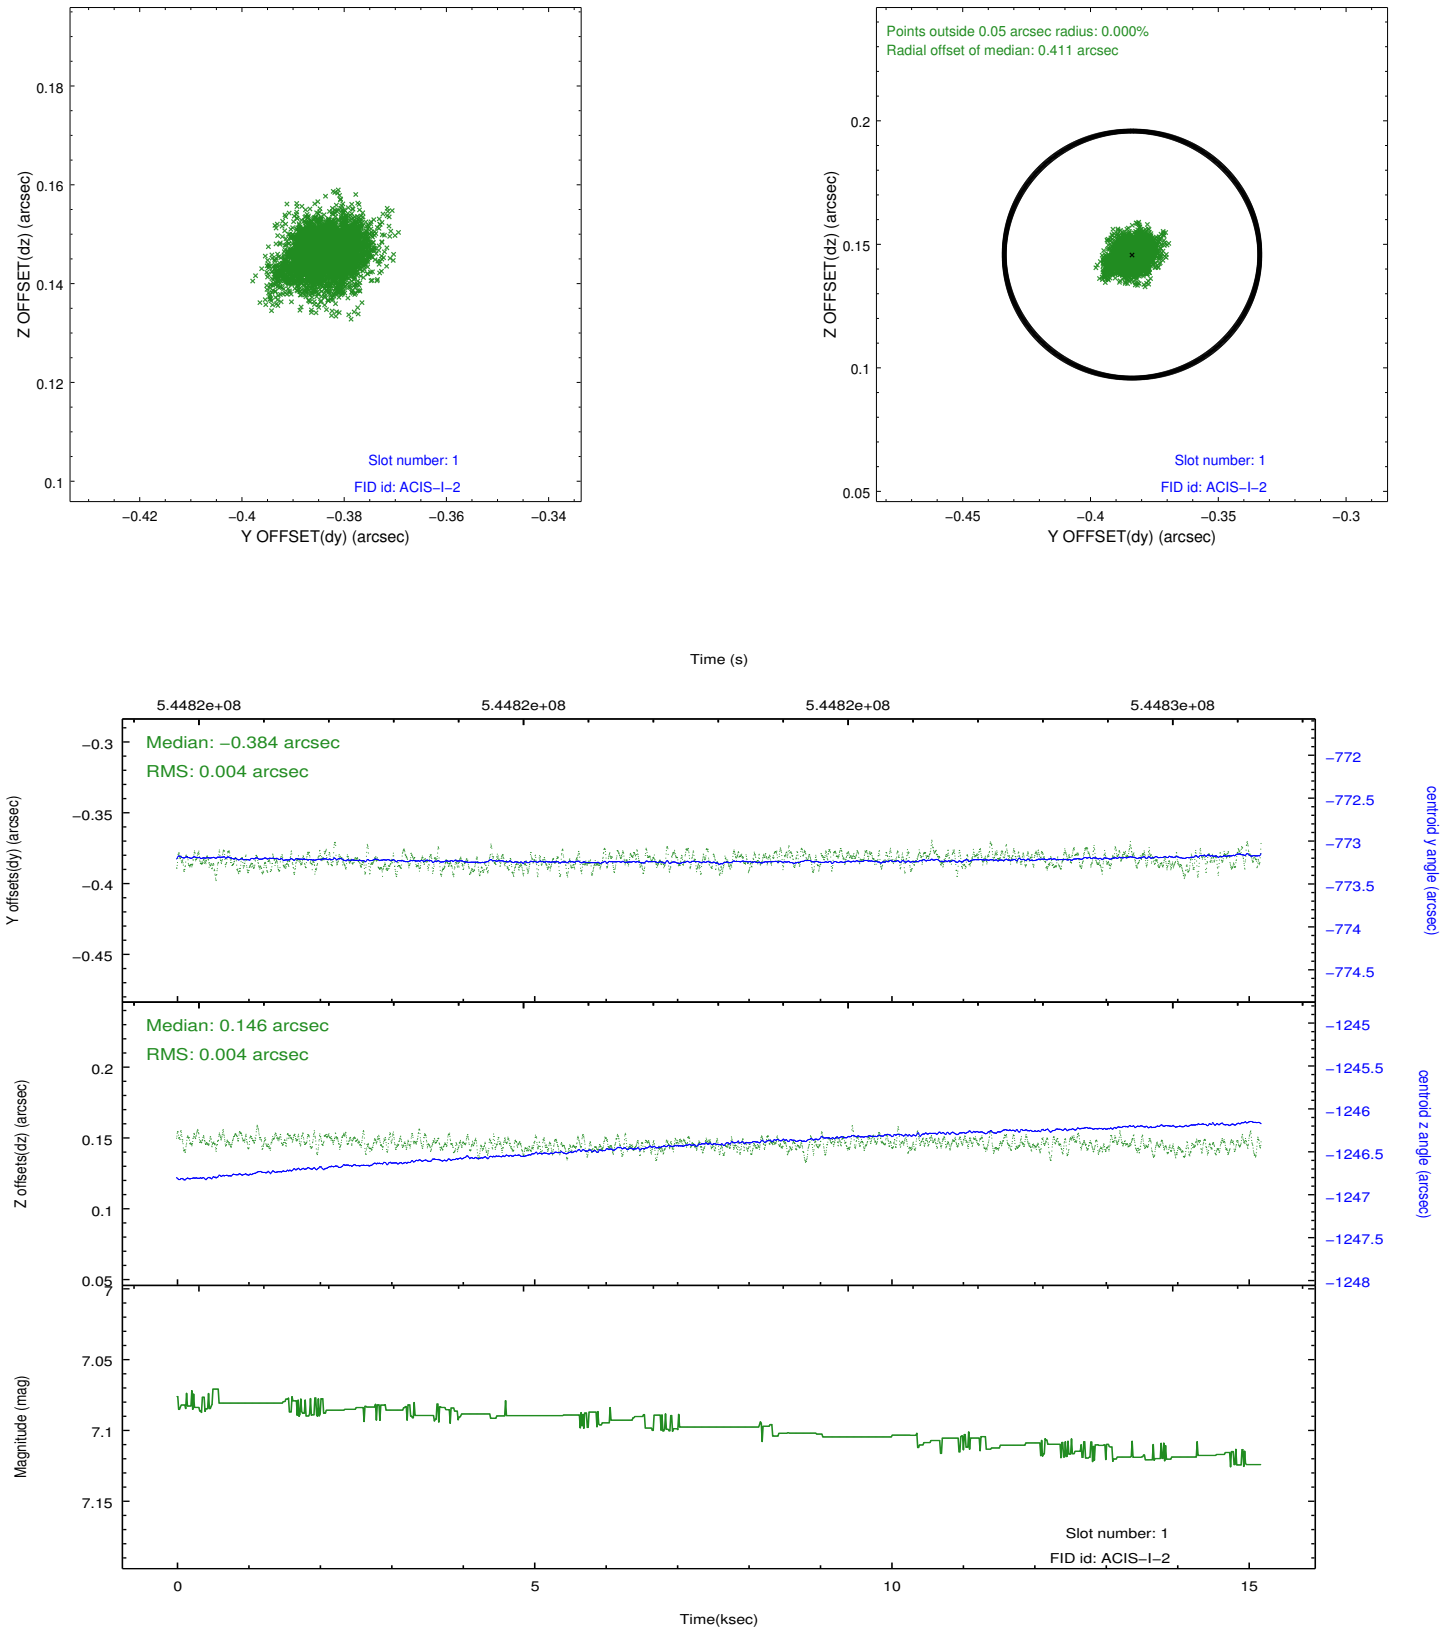 0.18
0.16
0.14
0.12
0.1
Z OFFSET(dz) (arcsec)
Slot number: 1
FID id: ACIS−I−2
−0.42 −0.4 −0.38 −0.36 −0.34
Y OFFSET(dy) (arcsec)
Points outside 0.05 arcsec radius: 0.000%
Radial offset of median: 0.411 arcsec
0.2
0.15
0.1
0.05
Z OFFSET(dz) (arcsec)
Slot number: 1
FID id: ACIS−I−2
−0.45 −0.4 −0.35 −0.3
Y OFFSET(dy) (arcsec)
Time (s)
5.4482e+08 5.4482e+08 5.4482e+08 5.4483e+08
Median: −0.384 arcsec
RMS: 0.004 arcsec
−0.3
−0.35
−0.4
−0.45
Y offsets(dy) (arcsec)
−772
−772.5
−773
−773.5
−774
−774.5
centroid y angle (arcsec)
Median: 0.146 arcsec
RMS: 0.004 arcsec
0.2
0.15
0.1
0.05
Z offsets(dz) (arcsec)
−1245
−1245.5
−1246
−1246.5
−1247
−1247.5
−1248
centroid z angle (arcsec)
7
7.05
7.1
7.15
Magnitude (mag)
Slot number: 1
FID id: ACIS−I−2
0 5 10 15
Time(ksec)